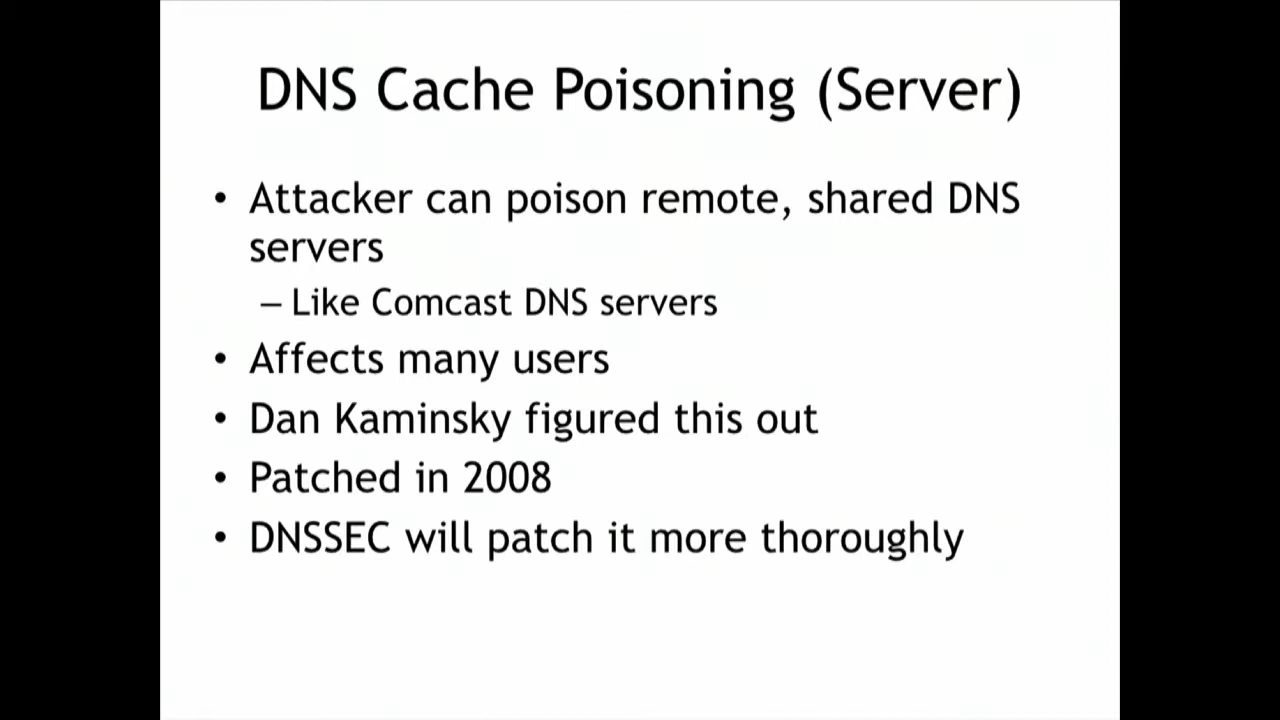 DNS Cache Poisoning (Server)
• Attacker can poison remote, shared DNS
servers
– Like Comcast DNS servers
• Affects many users
• Dan Kaminsky figured this out
• Patched in 2008
• DNSSEC will patch it more thoroughly